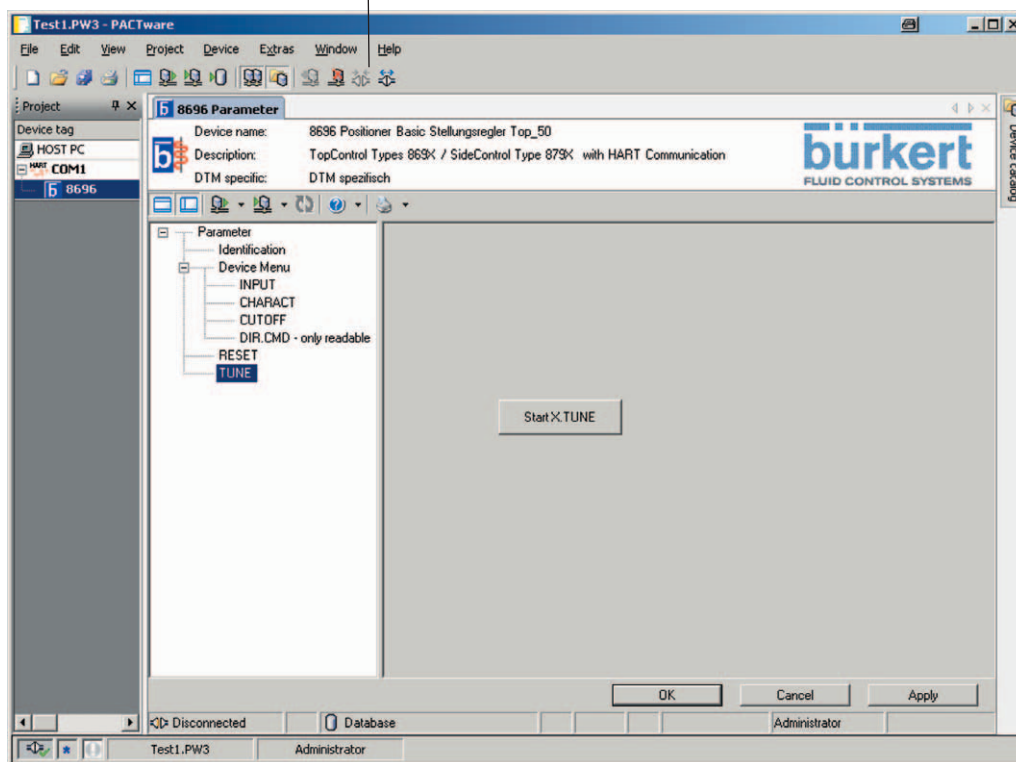 Test1.PW3 - PACTware
File Edit View Project Device Extras Window Help
Project
8696 Parameter
Device tag
HOST PC
HART COM1
8696
Device name: 8696 Positioner Basic Stellungsregler Top_50
Description: TopControl Types 869X / SideControl Type 879X with HART Communication
DTM specific: DTM spezifisch
burkert
FLUID CONTROL SYSTEMS
Device catalog
Parameter
Identification
Device Menu
INPUT
CHARACT
CUTOFF
DIR.CMD - only readable
RESET
TUNE
Start X.TUNE
OK Cancel Apply
Disconnected Database Administrator
Test1.PW3 Administrator